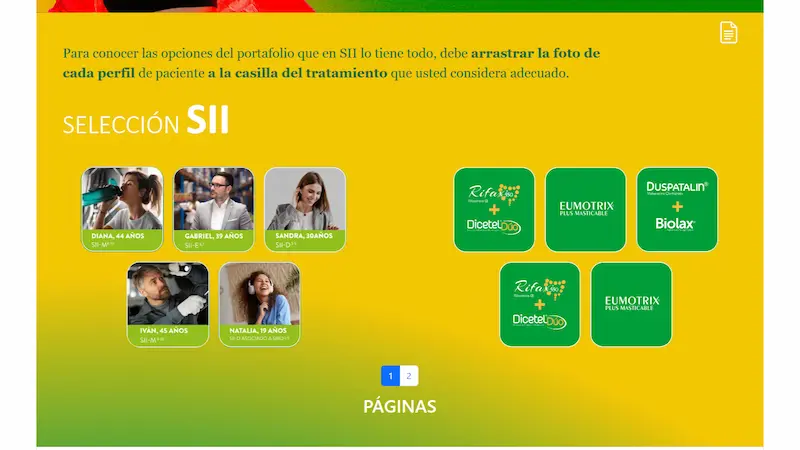 Para conocer las opciones del portafolio que en SII lo tiene todo, debe arrastrar la foto de
cada perfil de paciente a la casilla del tratamiento que usted considera adecuado.
SELECCIÓN SII
DIANA, 44 AÑOS
SII-M
GABRIEL, 39 AÑOS
SII-E
SANDRA, 30AÑOS
SII-D
Rifax
+
Dicetel Dúo
EUMOTRIX
PLUS MASTICABLE
DUSPATALIN®
+
Biolax
IVÁN, 45 AÑOS
SII-M
NATALIA, 19 AÑOS
Rifax
+
Dicetel Dúo
EUMOTRIX
PLUS MASTICABLE
1 2
PÁGINAS